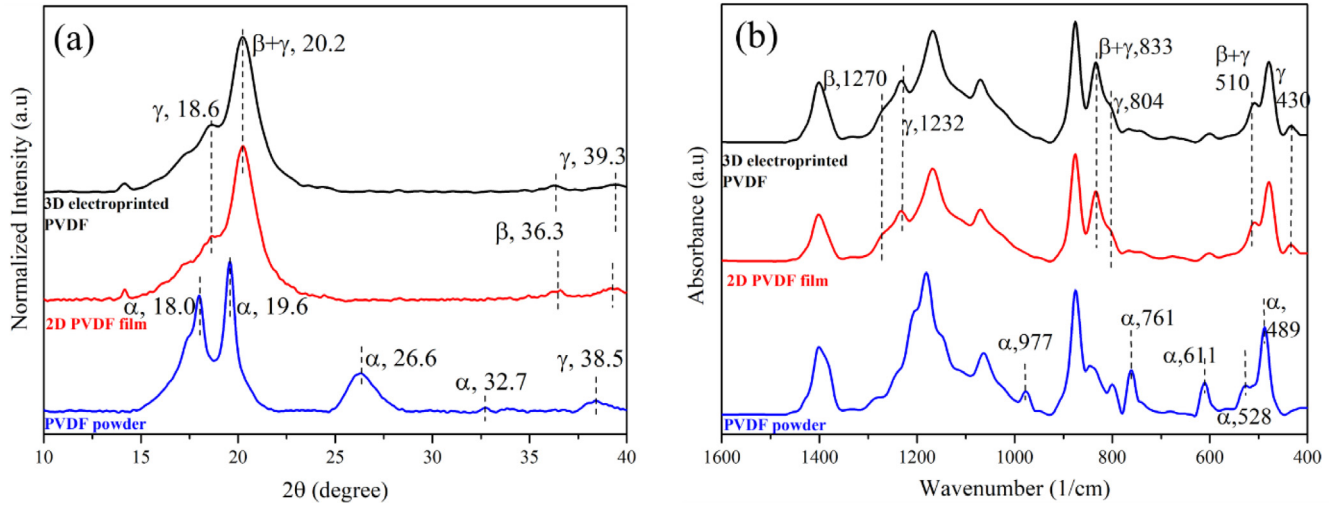 (a)
β+γ, 20.2
γ, 18.6
γ, 39.3
3D electroprinted
PVDF
β, 36.3
α, 18.0
α, 19.6
2D PVDF film
α, 26.6
α, 32.7
γ, 38.5
PVDF powder
10 15 20 25 30 35 40
2θ (degree)
Normalized Intensity (a.u)
(b)
β+γ,833
β,1270
γ,804
γ,1232
β+γ
510
γ
430
3D electroprinted
PVDF
2D PVDF film
α,977
α,761
α,611
α,
489
α,528
PVDF powder
1600 1400 1200 1000 800 600 400
Wavenumber (1/cm)
Absorbance (a.u)